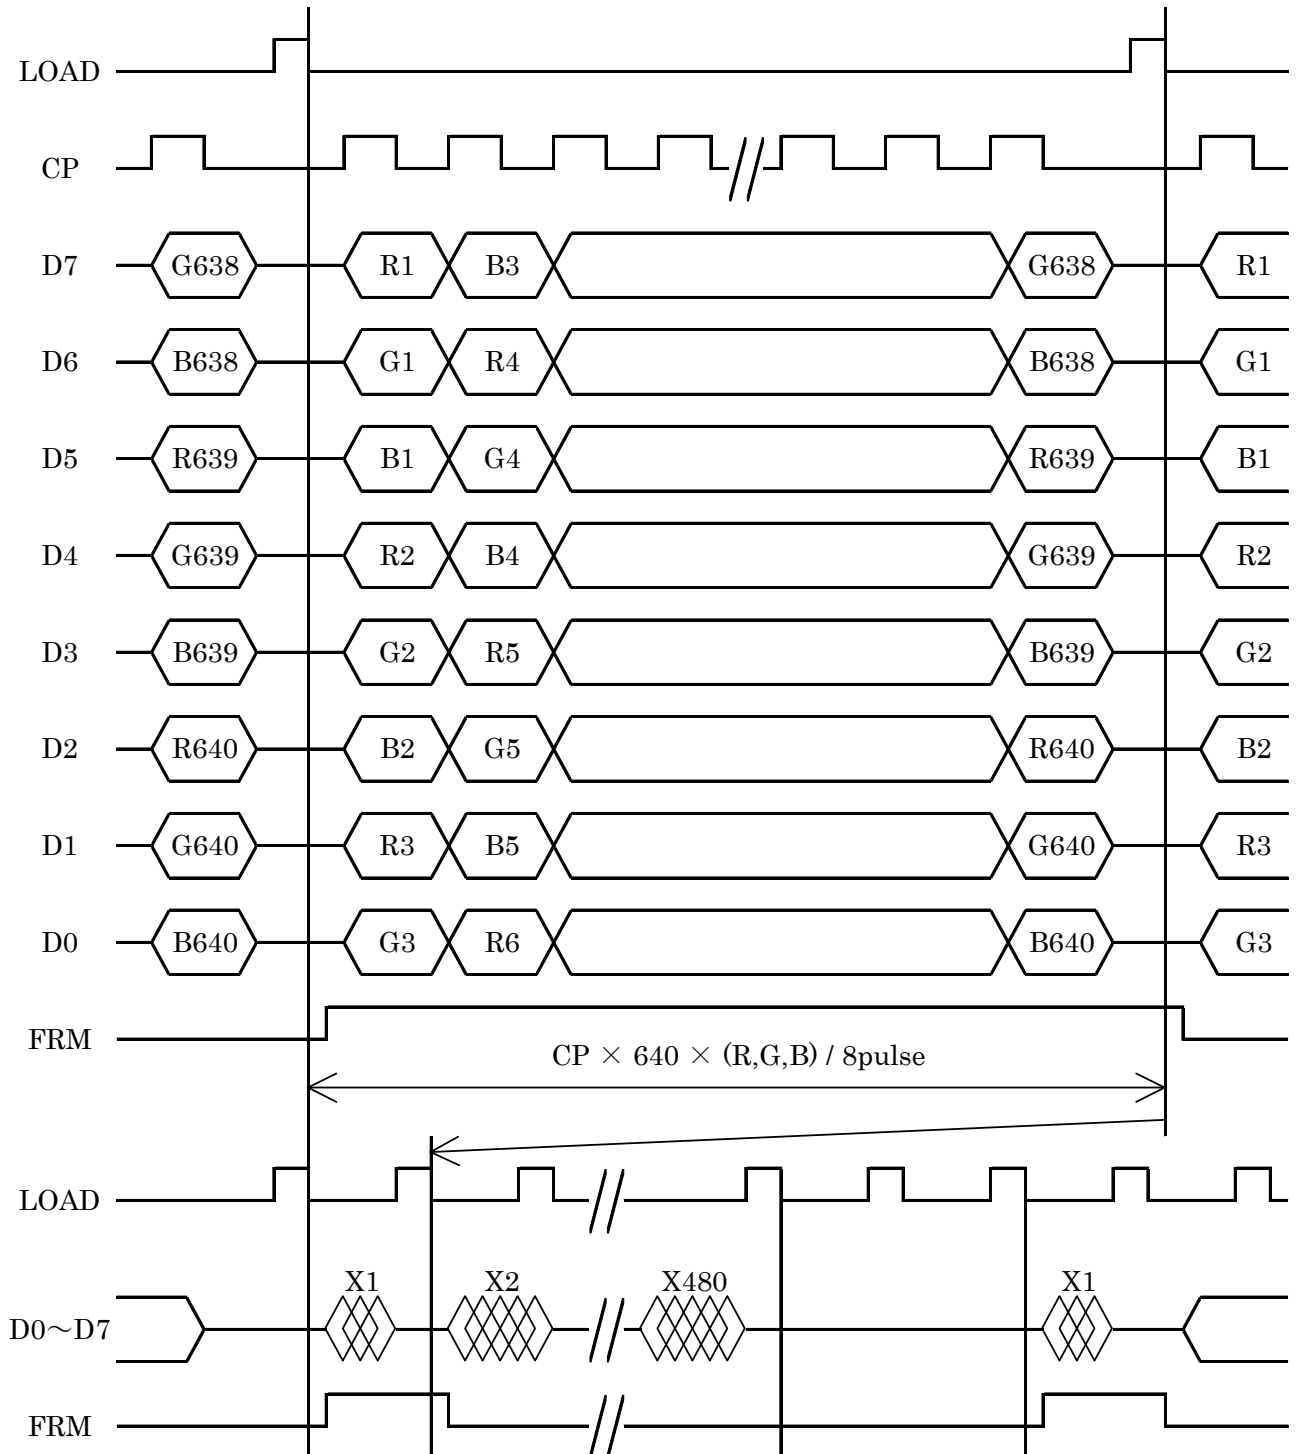 LOAD
CP
D7 G638 R1 B3 G638 R1
D6 B638 G1 R4 B638 G1
D5 R639 B1 G4 R639 B1
D4 G639 R2 B4 G639 R2
D3 B639 G2 R5 B639 G2
D2 R640 B2 G5 R640 B2
D1 G640 R3 B5 G640 R3
D0 B640 G3 R6 B640 G3
FRM
CP × 640 × (R,G,B) / 8pulse
LOAD
X1 X2 X480 X1
D0～D7
FRM